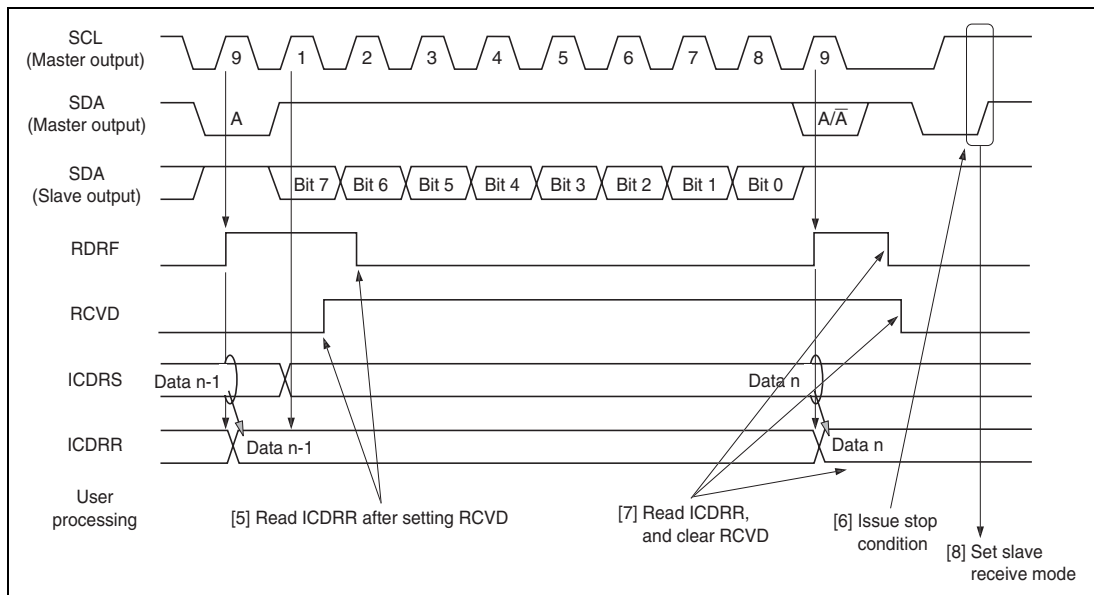 SCL
(Master output)
9 1 2 3 4 5 6 7 8 9
SDA
(Master output)
A A/A̅
SDA
(Slave output)
Bit 7 Bit 6 Bit 5 Bit 4 Bit 3 Bit 2 Bit 1 Bit 0
RDRF
RCVD
ICDRS
Data n-1 Data n
ICDRR
Data n-1 Data n
User
processing
[5] Read ICDRR after setting RCVD
[7] Read ICDRR,
and clear RCVD
[6] Issue stop
condition
[8] Set slave
receive mode